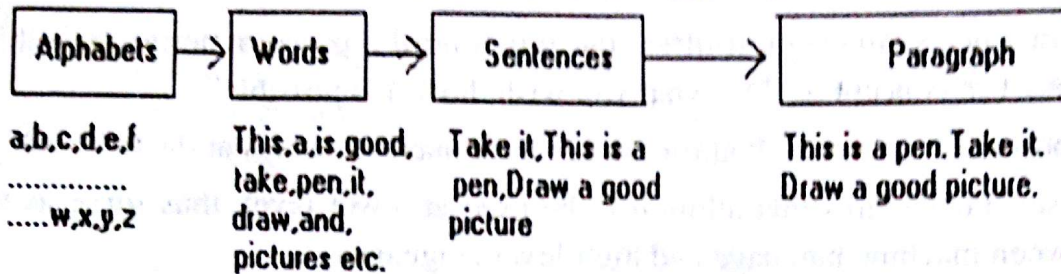 Alphabets Words Sentences Paragraph
a,b,c,d,e,f
..............
.....w,x,y,z
This,a,is,good,
take,pen,it,
draw,and,
pictures etc.
Take it,This is a
pen.Draw a good
picture
This is a pen. Take it.
Draw a good picture.